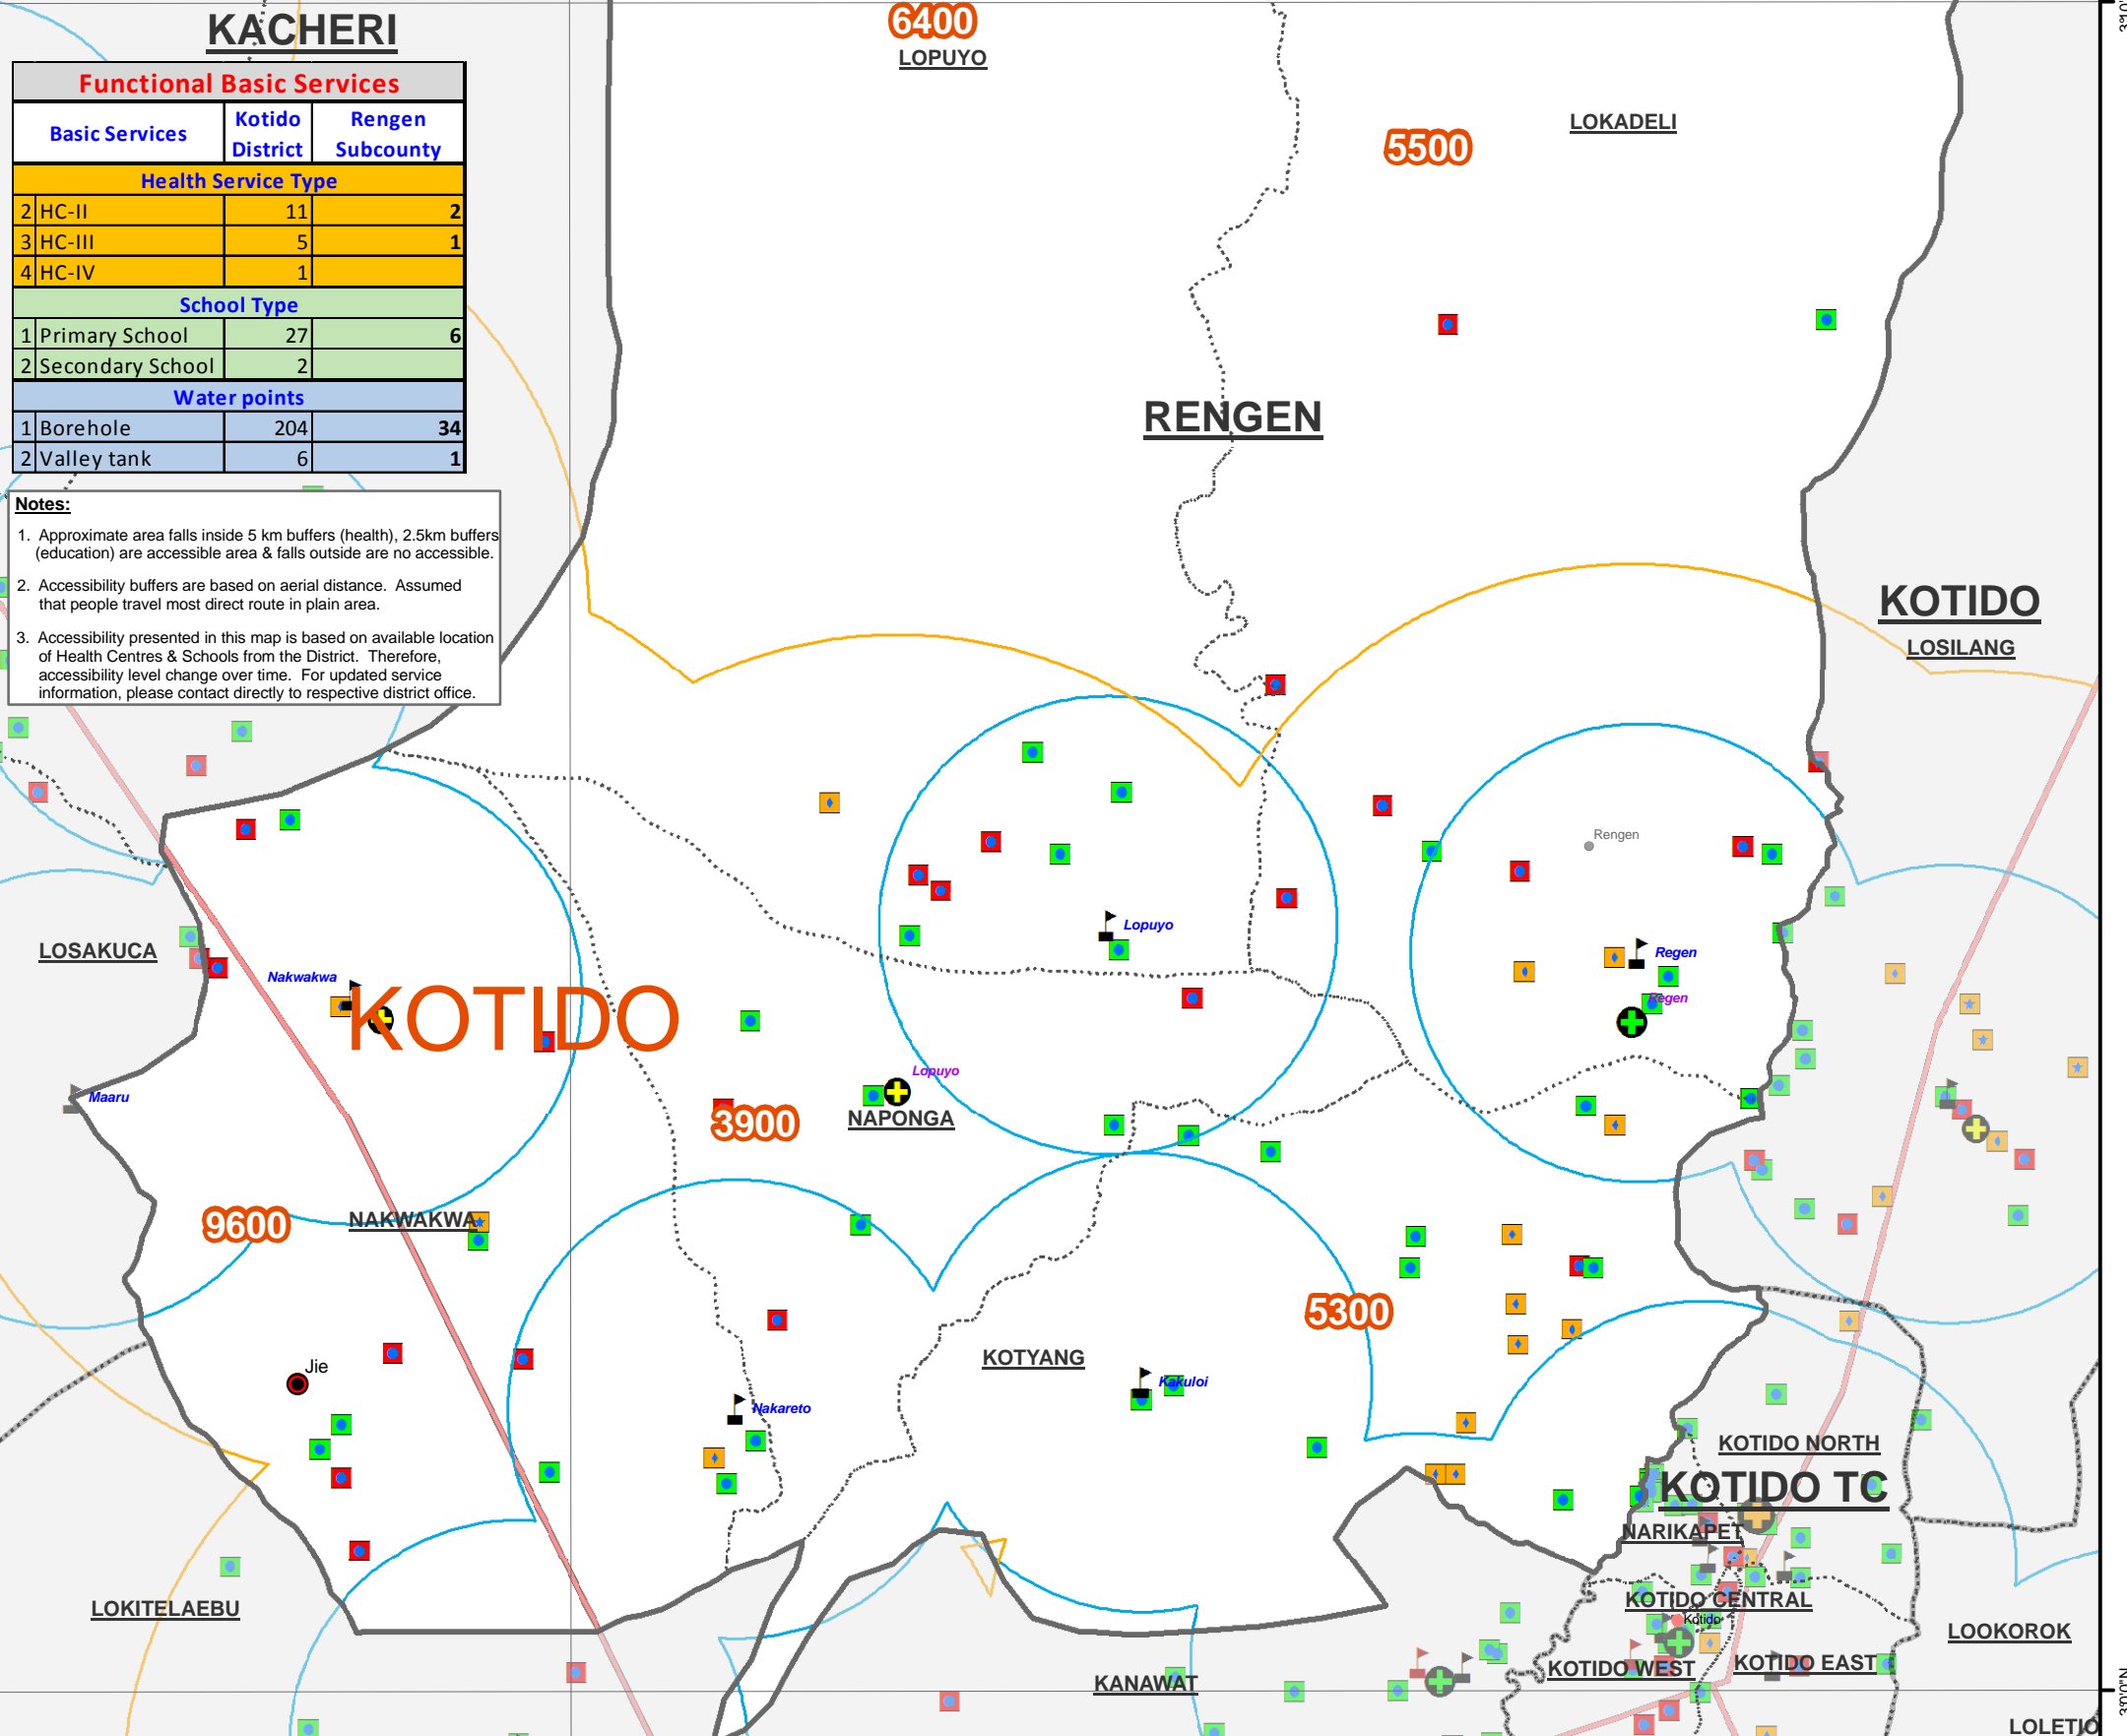 KACHERI
6400
LOPUYO
3°10'
Functional Basic Services
Basic Services Kotido District Rengen Subcounty
Health Service Type
2 HC-II 11 2
3 HC-III 5 1
4 HC-IV 1
School Type
1 Primary School 27 6
2 Secondary School 2
Water points
1 Borehole 204 34
2 Valley tank 6 1
LOKADELI
5500
RENGEN
Notes:
1. Approximate area falls inside 5 km buffers (health), 2.5km buffers
(education) are accessible area & falls outside are no accessible.
2. Accessibility buffers are based on aerial distance. Assumed
that people travel most direct route in plain area.
3. Accessibility presented in this map is based on available location
of Health Centres & Schools from the District. Therefore,
accessibility level change over time. For updated service
information, please contact directly to respective district office.
KOTIDO
LOSILANG
Rengen
LOSAKUCA
Nakwakwa
Lopuyo
Regen
Regen
KOTIDO
Lopuyo
Maaru
3900
NAPONGA
9600
NAKWAKWA
5300
KOTYANG
Jie
Kakuloi
Nakareto
KOTIDO NORTH
KOTIDO TC
NARIKAPET
LOKITELAEBU
KOTIDO CENTRAL
Kotido
LOOKOROK
KOTIDO WEST
KOTIDO EAST
KANAWAT
3°0'0"N
LOLETIO